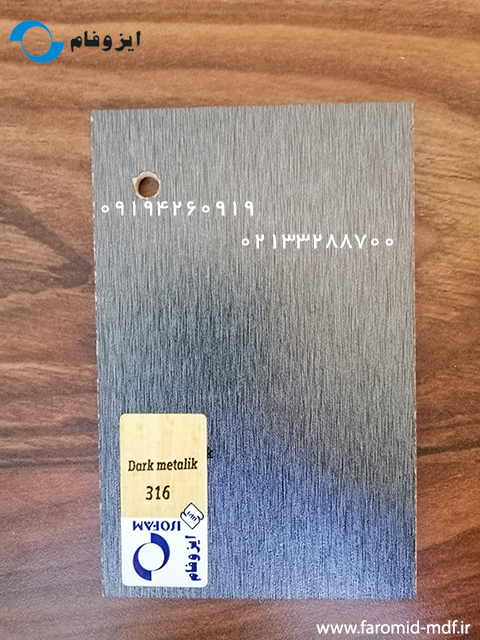 ایزوفام
۰۹۱۹۴۲۶۰۹۱۹
۰۲۱۳۳۲۸۸۷۰۰
Dark metalik
316
ISOFAM
ایزوفام
www.faromid-mdf.ir